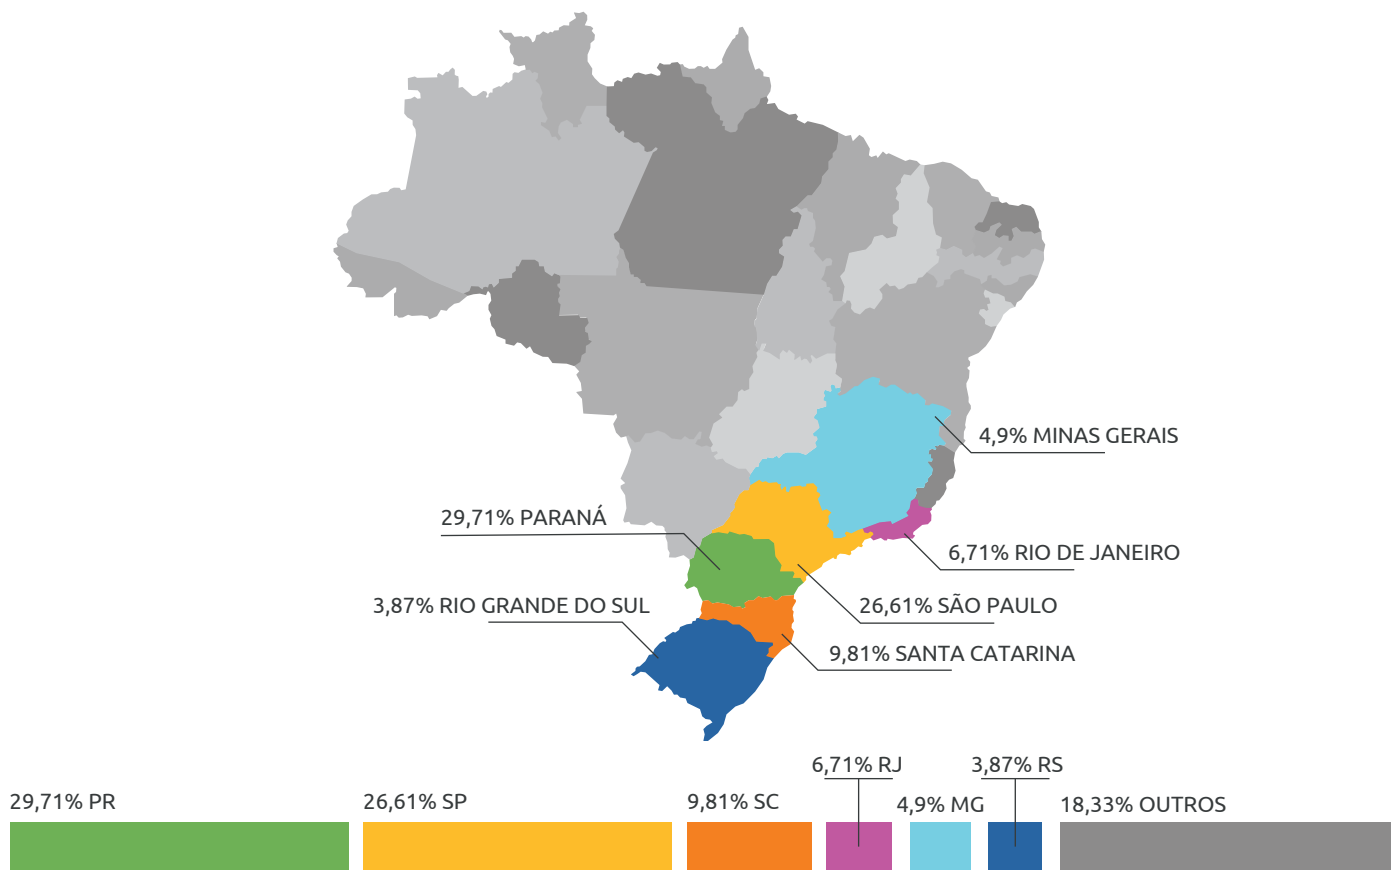 4,9% MINAS GERAIS
29,71% PARANÁ
6,71% RIO DE JANEIRO
3,87% RIO GRANDE DO SUL
26,61% SÃO PAULO
9,81% SANTA CATARINA
6,71% RJ
3,87% RS
29,71% PR
26,61% SP
9,81% SC
4,9% MG
18,33% OUTROS